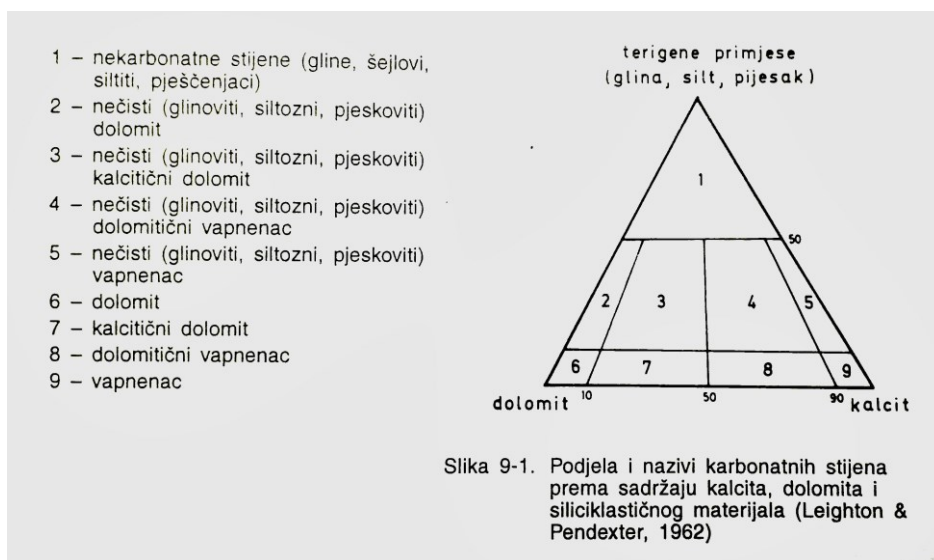 1 – nekarbonatne stijene (gline, šejlovi,
siltiti, pješčenjaci)
2 – nečisti (glinoviti, siltozni, pjeskoviti)
dolomit
3 – nečisti (glinoviti, siltozni, pjeskoviti)
kalcitični dolomit
4 – nečisti (glinoviti, siltozni, pjeskoviti)
dolomitični vapnenac
5 – nečisti (glinoviti, siltozni, pjeskoviti)
vapnenac
6 – dolomit
7 – kalcitični dolomit
8 – dolomitični vapnenac
9 – vapnenac
terigene primjese
(glina, silt, pijesak)
1
50
2 3 4 5
6 7 8 9
dolomit 10 50 90 kalcit
Slika 9-1. Podjela i nazivi karbonatnih stijena
prema sadržaju kalcita, dolomita i
siliciklastičnog materijala (Leighton &
Pendexter, 1962)